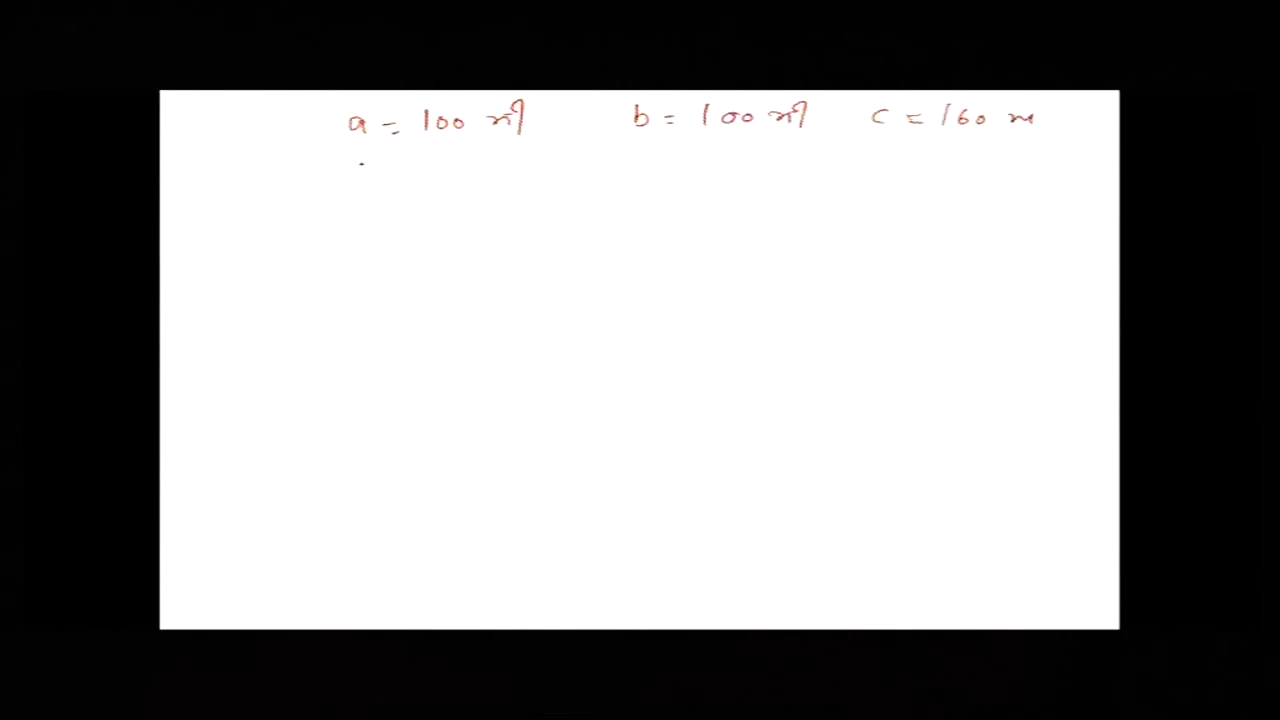 a = 100 मी b = 100 मी c = 160 m